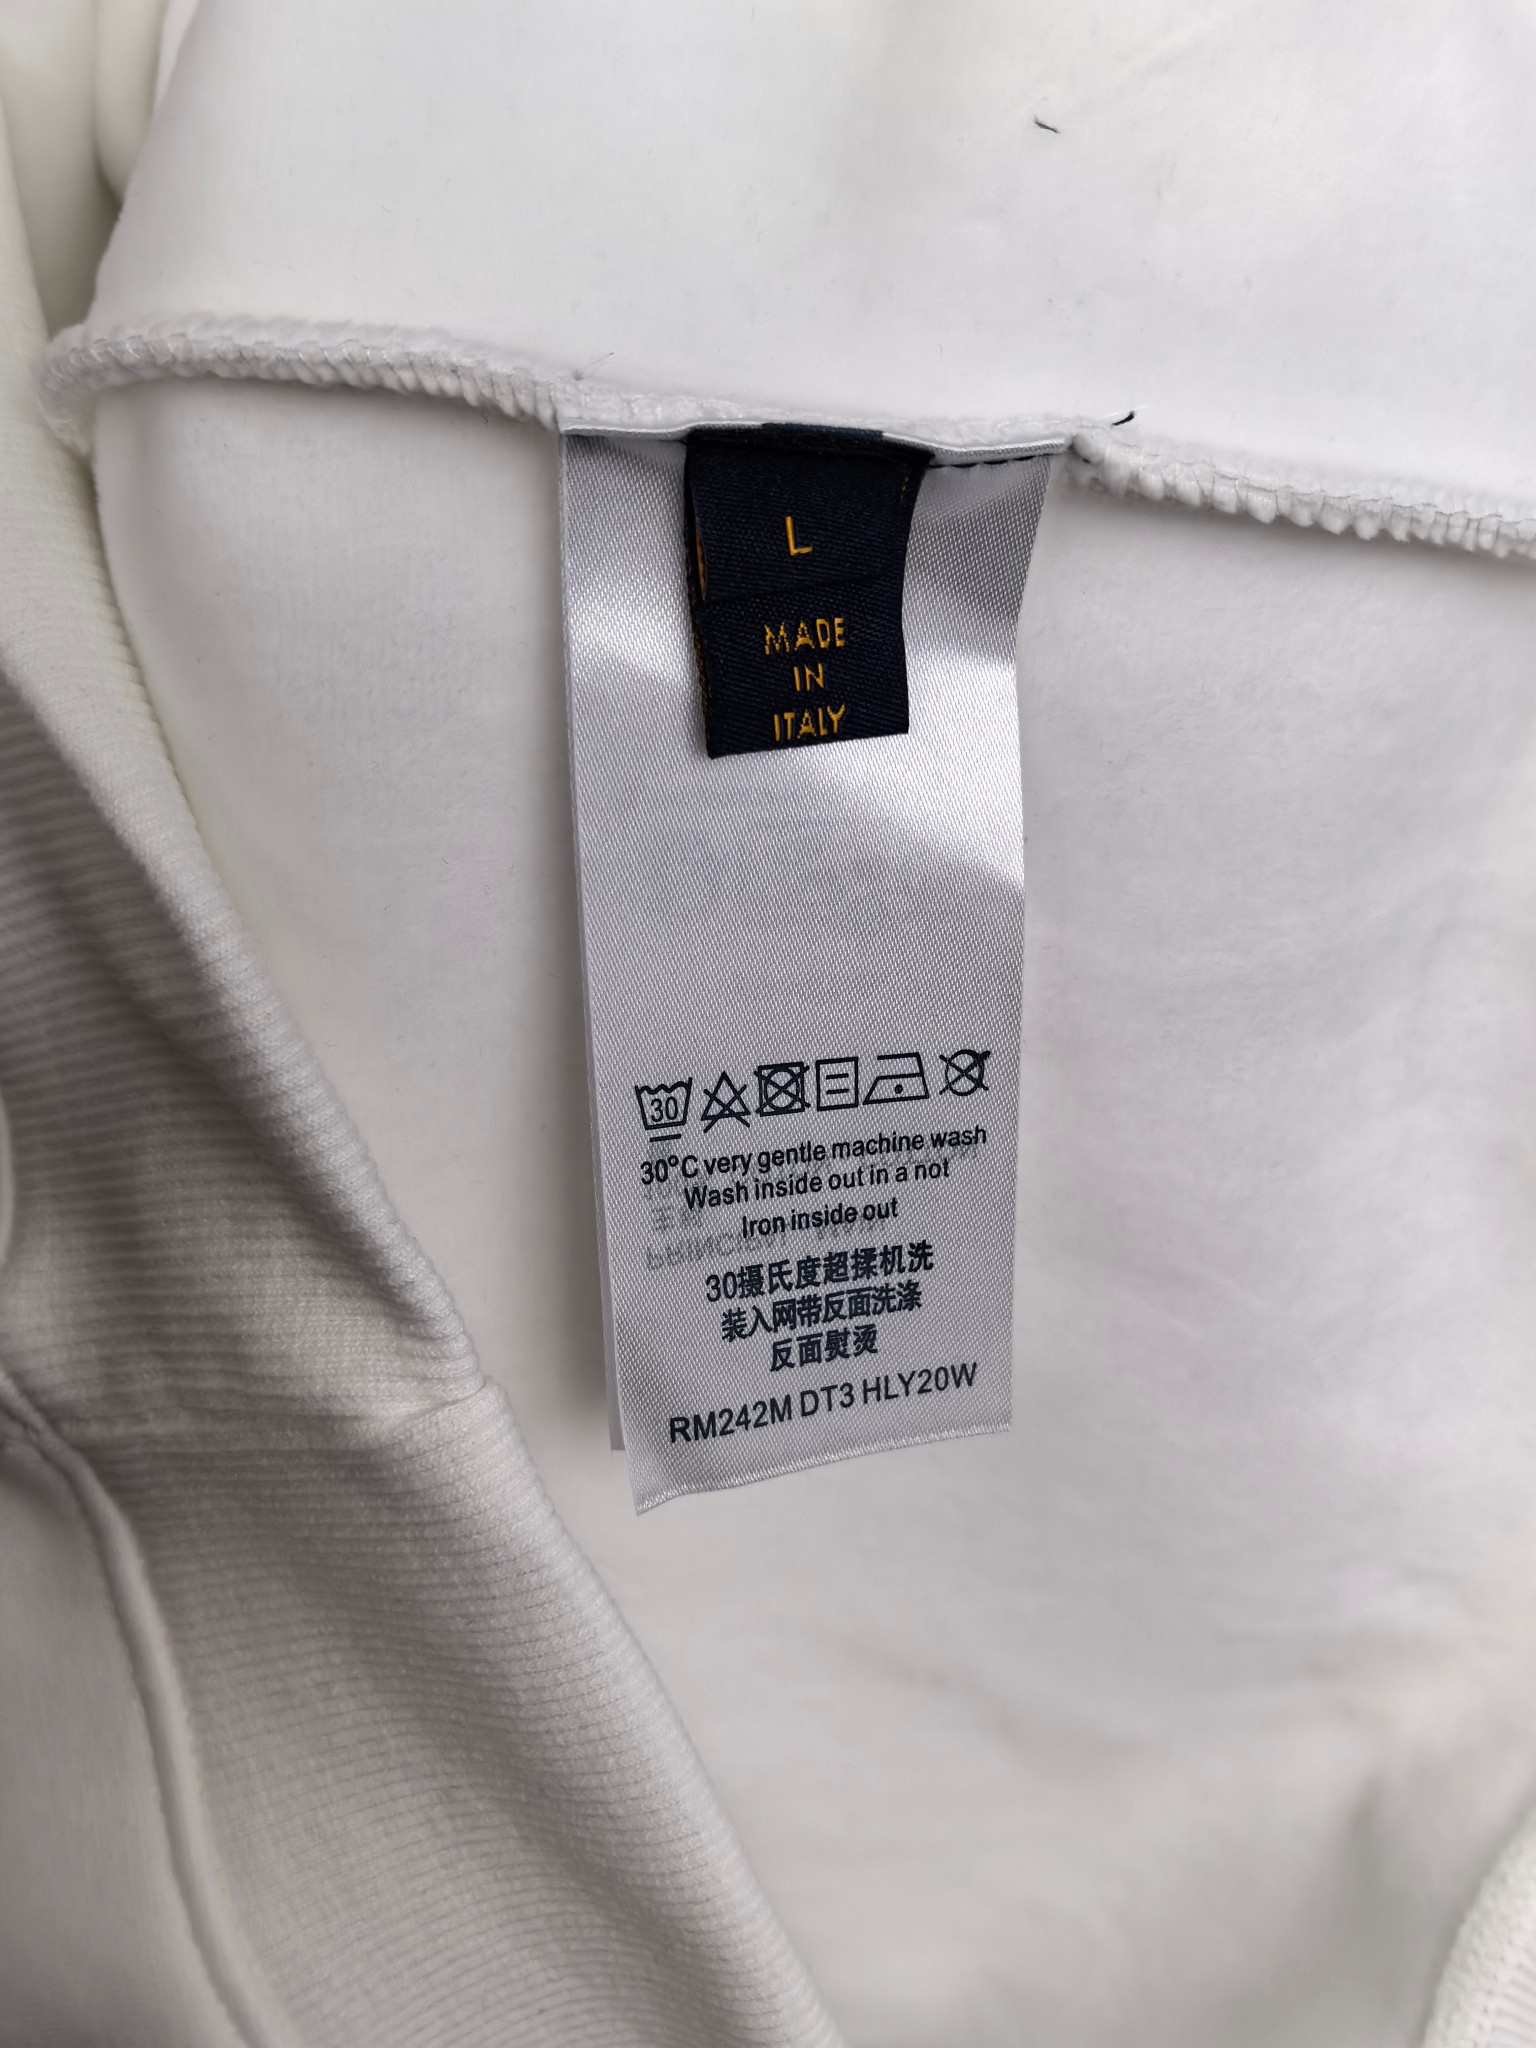 L
MADE
IN
ITALY
30
30°C very gentle machine wash
Wash inside out in a not
Iron inside out
30摄氏度超揉机洗
装入网带反面洗涤
反面熨烫
RM242M DT3 HLY20W